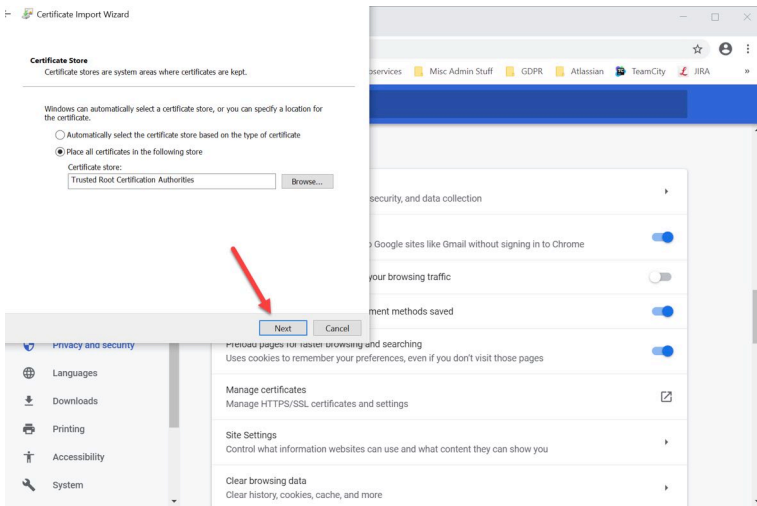 Certificate Import Wizard
Certificate Store
Certificate stores are system areas where certificates are kept.
Windows can automatically select a certificate store, or you can specify a location for
the certificate.
Automatically select the certificate store based on the type of certificate
Place all certificates in the following store
Certificate store:
Trusted Root Certification Authorities
Browse...
Next
Cancel
Misc Admin Stuff
GDPR
Atlassian
TeamCity
JIRA
»
security, and data collection
Google sites like Gmail without signing in to Chrome
your browsing traffic
ment methods saved
Preload pages for faster browsing and searching
Uses cookies to remember your preferences, even if you don't visit those pages
Manage certificates
Manage HTTPS/SSL certificates and settings
Site Settings
Control what information websites can use and what content they can show you
Clear browsing data
Clear history, cookies, cache, and more
Privacy and security
Languages
Downloads
Printing
Accessibility
System